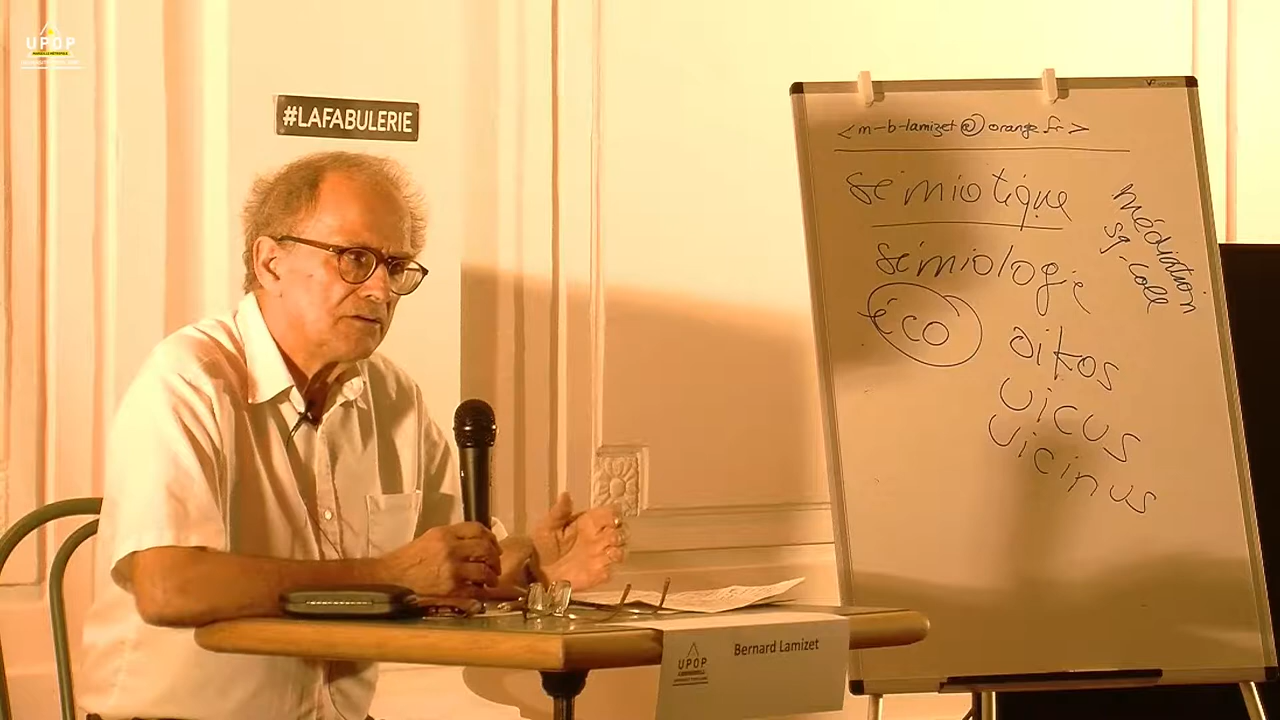 UPOP
#LAFABULERIE
<m-b-lamizet@orange.fr>
sémiotique
médiation
sg. coll
sémiologie
éco oikos
vicus
vicinus
Bernard Lamizet
UPOP